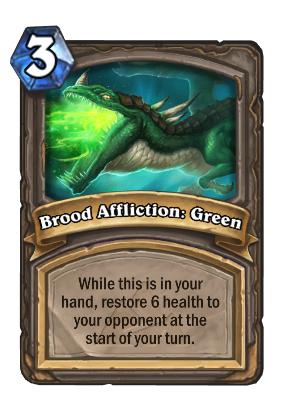 3
Brood Affliction: Green
While this is in your
hand, restore 6 health to
your opponent at the
start of your turn.